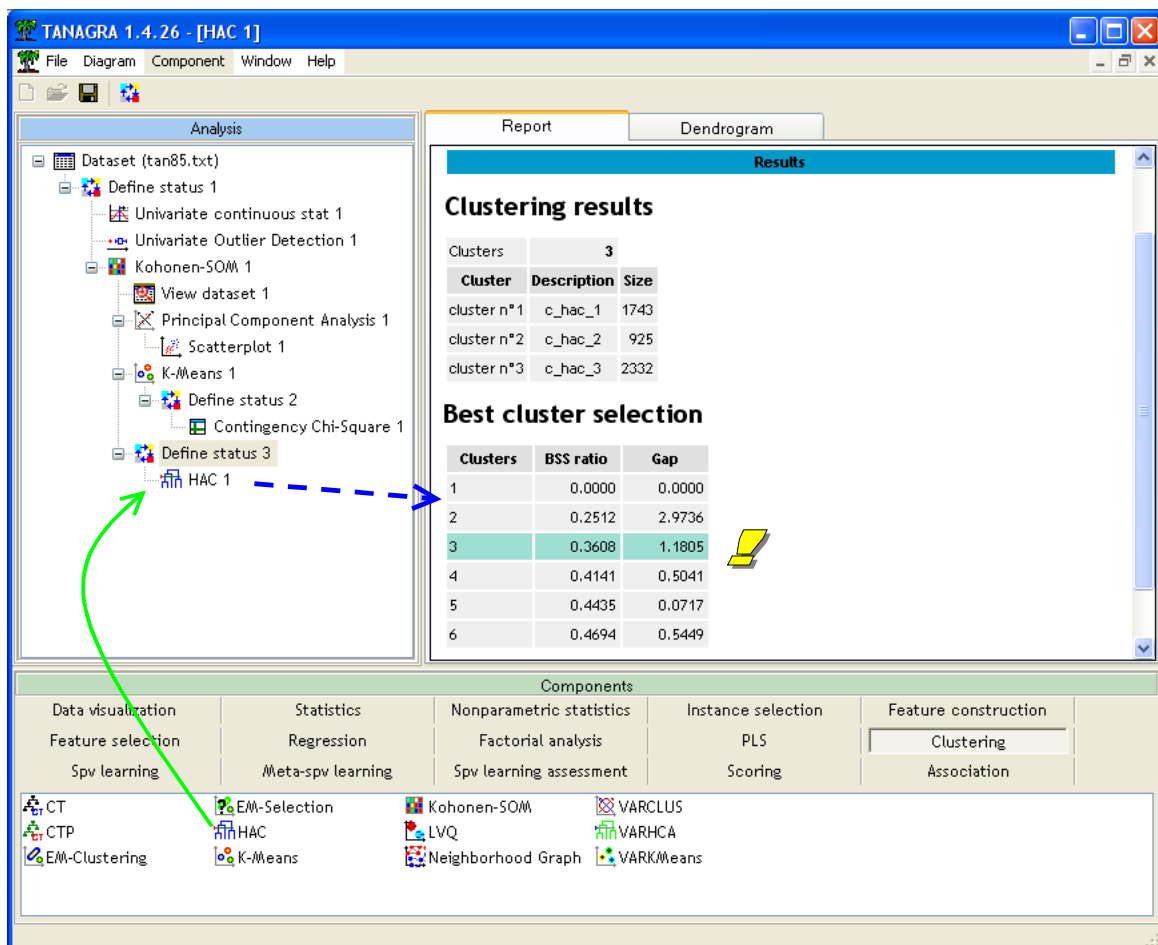 TANAGRA 1.4.26 - [HAC 1]
File Diagram Component Window Help
Analysis
Dataset (tan85.txt)
Define status 1
Univariate continuous stat 1
Univariate Outlier Detection 1
Kohonen-SOM 1
View dataset 1
Principal Component Analysis 1
Scatterplot 1
K-Means 1
Define status 2
Contingency Chi-Square 1
Define status 3
HAC 1
Report Dendrogram
Results
Clustering results
Clusters 3
Cluster Description Size
cluster n°1 c_hac_1 1743
cluster n°2 c_hac_2 925
cluster n°3 c_hac_3 2332
Best cluster selection
Clusters BSS ratio Gap
1 0.0000 0.0000
2 0.2512 2.9736
3 0.3608 1.1805
4 0.4141 0.5041
5 0.4435 0.0717
6 0.4694 0.5449
Components
Data visualization Statistics Nonparametric statistics Instance selection Feature construction
Feature selection Regression Factorial analysis PLS Clustering
Spv learning Meta-spv learning Spv learning assessment Scoring Association
CT EM-Selection Kohonen-SOM VARCLUS
CTP HAC LVQ VARHCA
EM-Clustering K-Means Neighborhood Graph VARKMeans